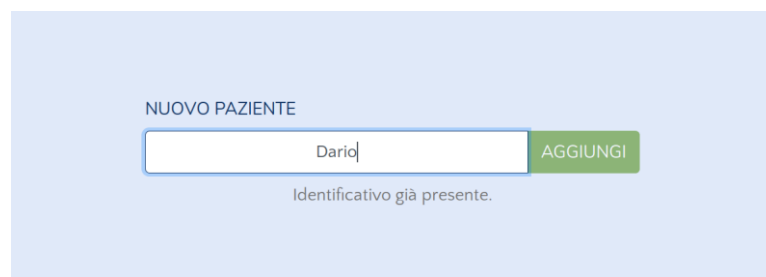 NUOVO PAZIENTE
Dario AGGIUNGI
Identificativo già presente.